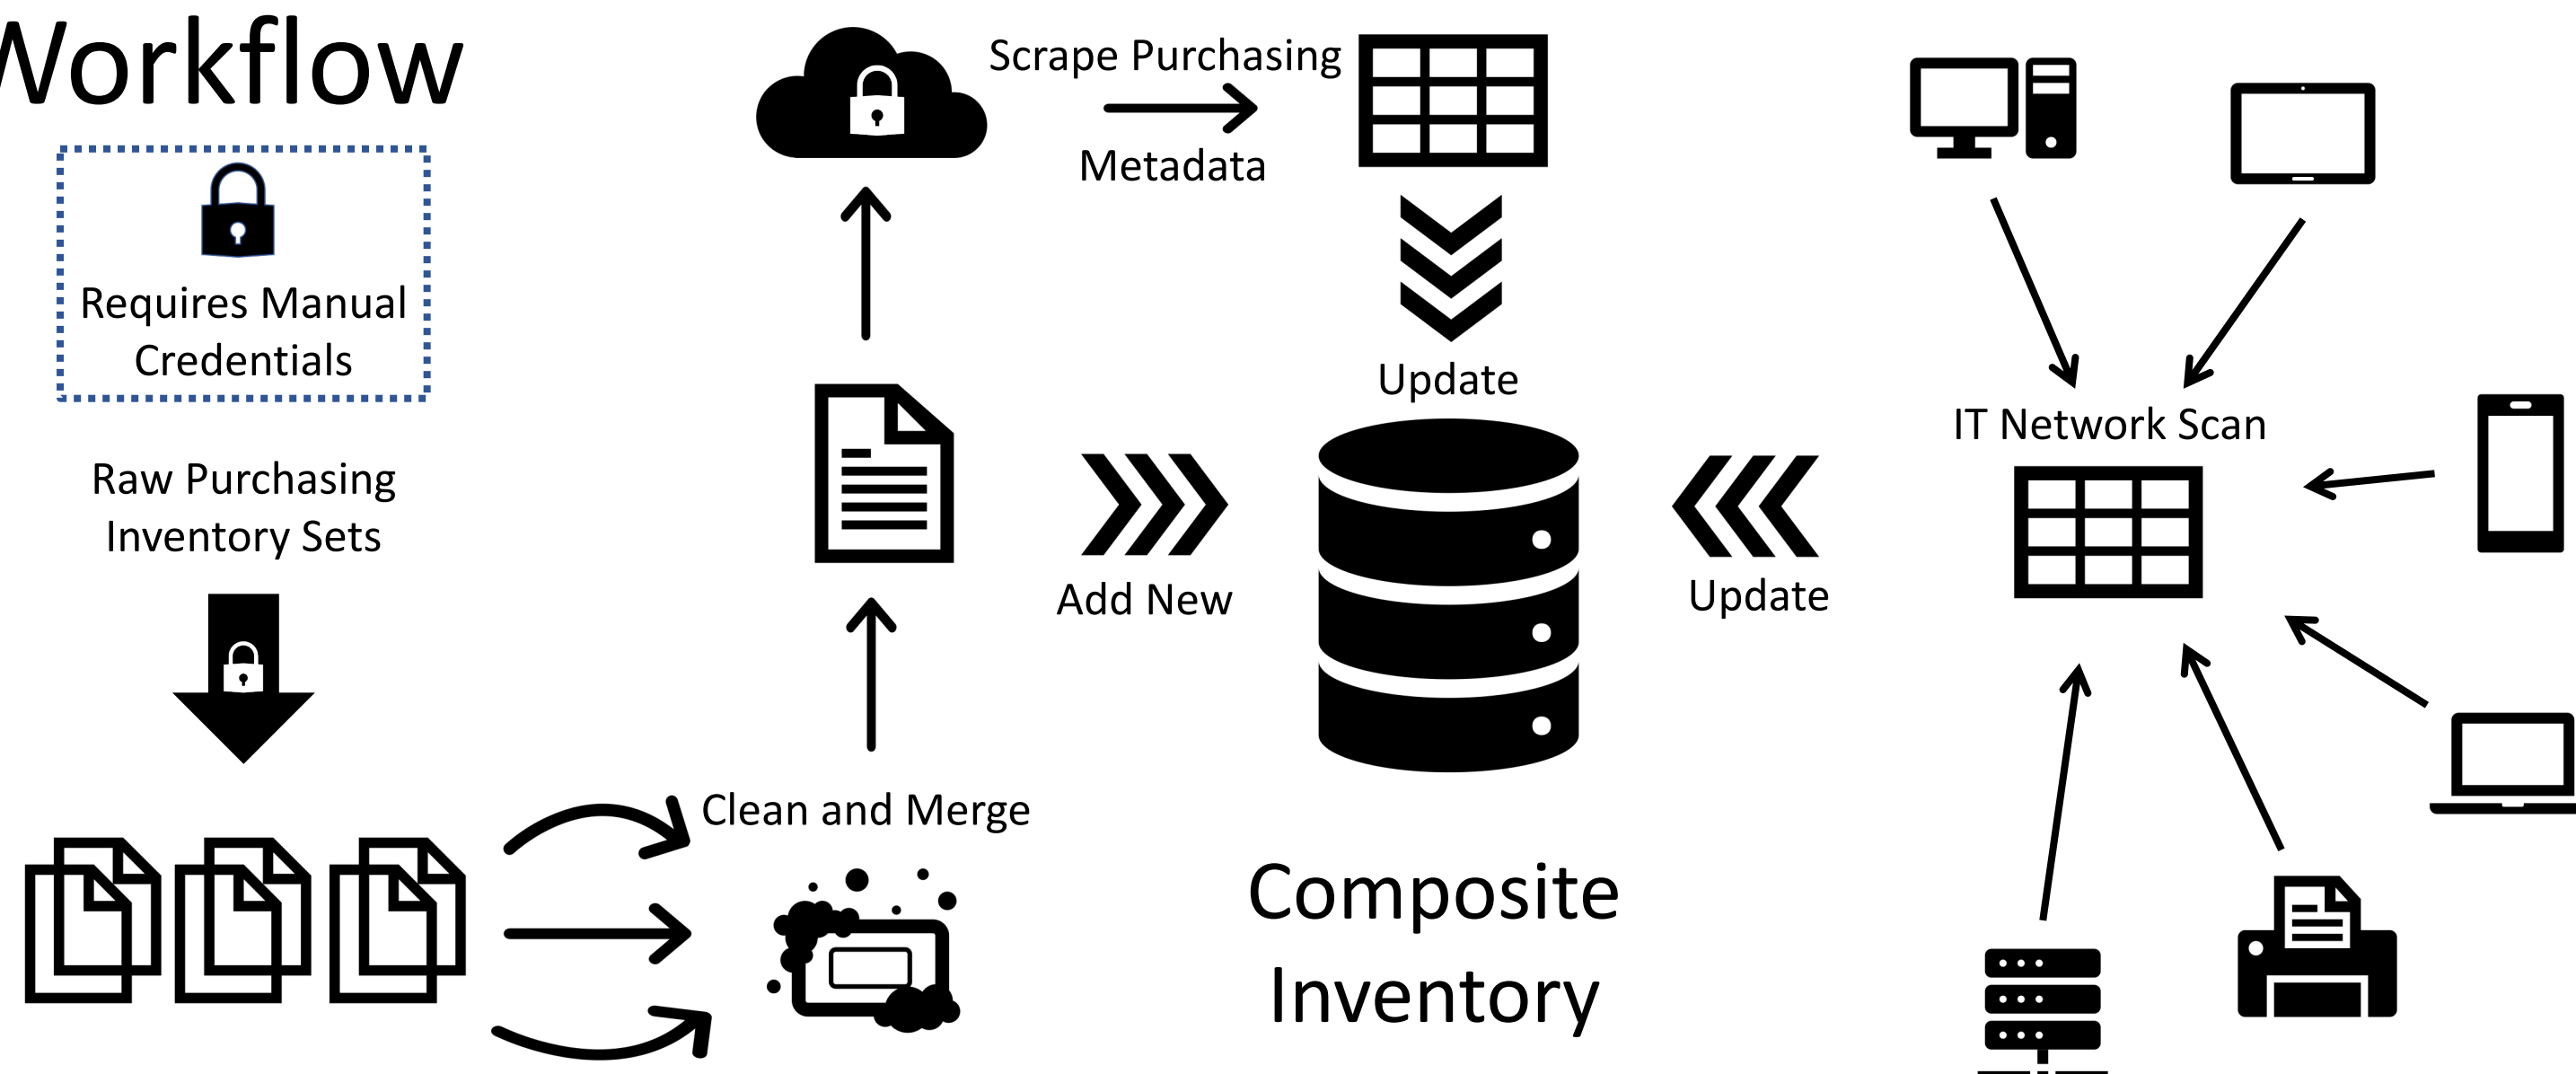 Workflow
Requires Manual
Credentials
Raw Purchasing
Inventory Sets
Clean and Merge
Scrape Purchasing
Metadata
Update
Add New
Composite
Inventory
Update
IT Network Scan